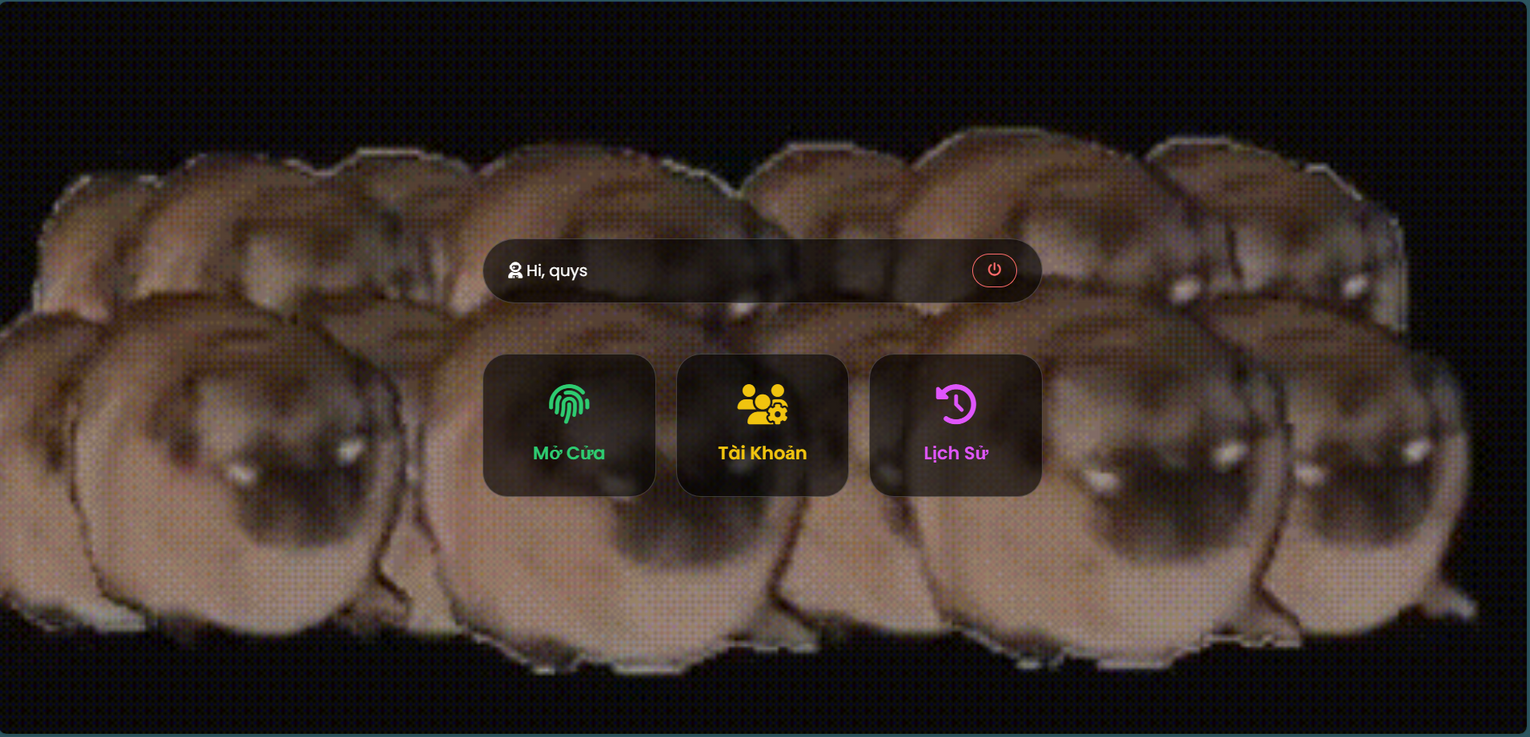 Hi, quys
Mở Cửa
Tài Khoản
Lịch Sử